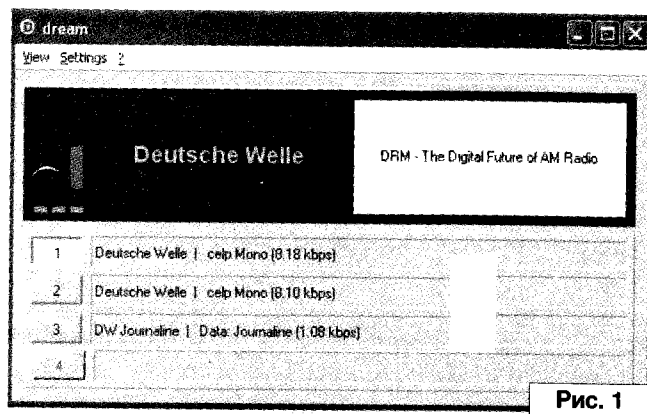 dream
View Settings ?
Deutsche Welle
DRM - The Digital Future of AM Radio
1 Deutsche Welle | celp Mono (8.18 kbps)
2 Deutsche Welle | celp Mono (8.10 kbps)
3 DW Journaline | Data: Journaline (1.08 kbps)
4
Рис. 1